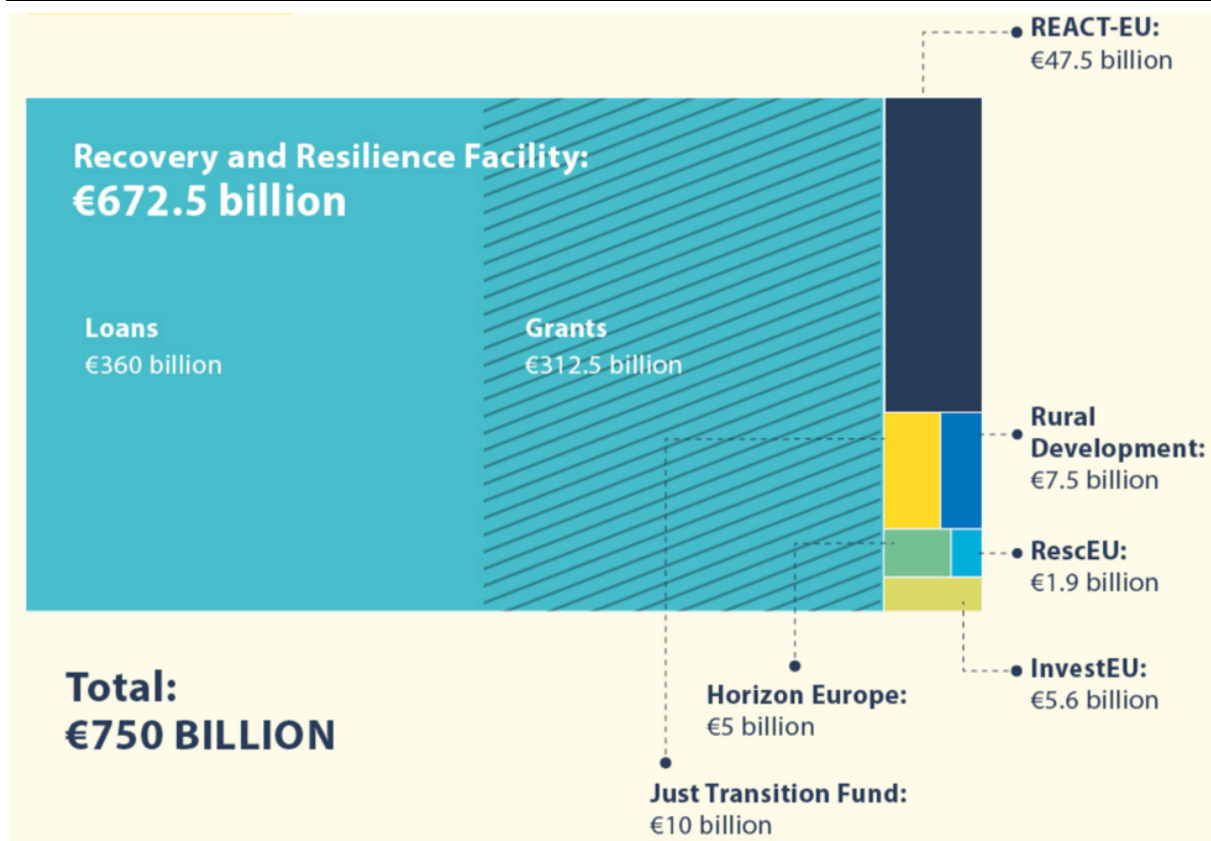 REACT-EU:
€47.5 billion
Recovery and Resilience Facility:
€672.5 billion
Loans
€360 billion
Grants
€312.5 billion
Rural
Development:
€7.5 billion
RescEU:
€1.9 billion
InvestEU:
€5.6 billion
Horizon Europe:
€5 billion
Just Transition Fund:
€10 billion
Total:
€750 BILLION